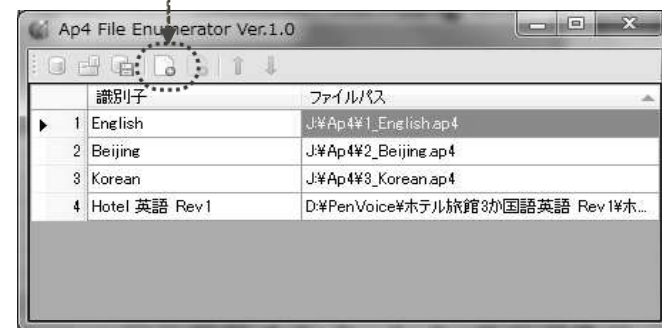 Ap4 File Enumerator Ver.1.0
識別子 ファイルパス
1 English J:¥Ap4¥1_English.ap4
2 Beijing J:¥Ap4¥2_Beijing.ap4
3 Korean J:¥Ap4¥3_Korean.ap4
4 Hotel 英語 Rev1 D:¥PenVoice¥ホテル旅館3か国語英語 Rev1¥ホ...